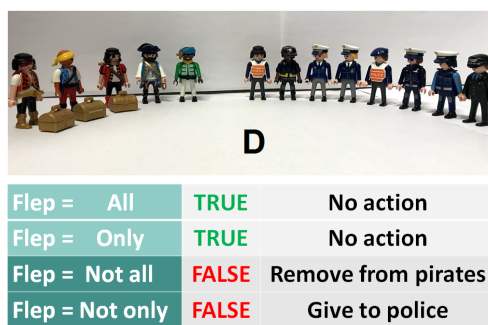 D
Flep = All TRUE No action
Flep = Only TRUE No action
Flep = Not all FALSE Remove from pirates
Flep = Not only FALSE Give to police